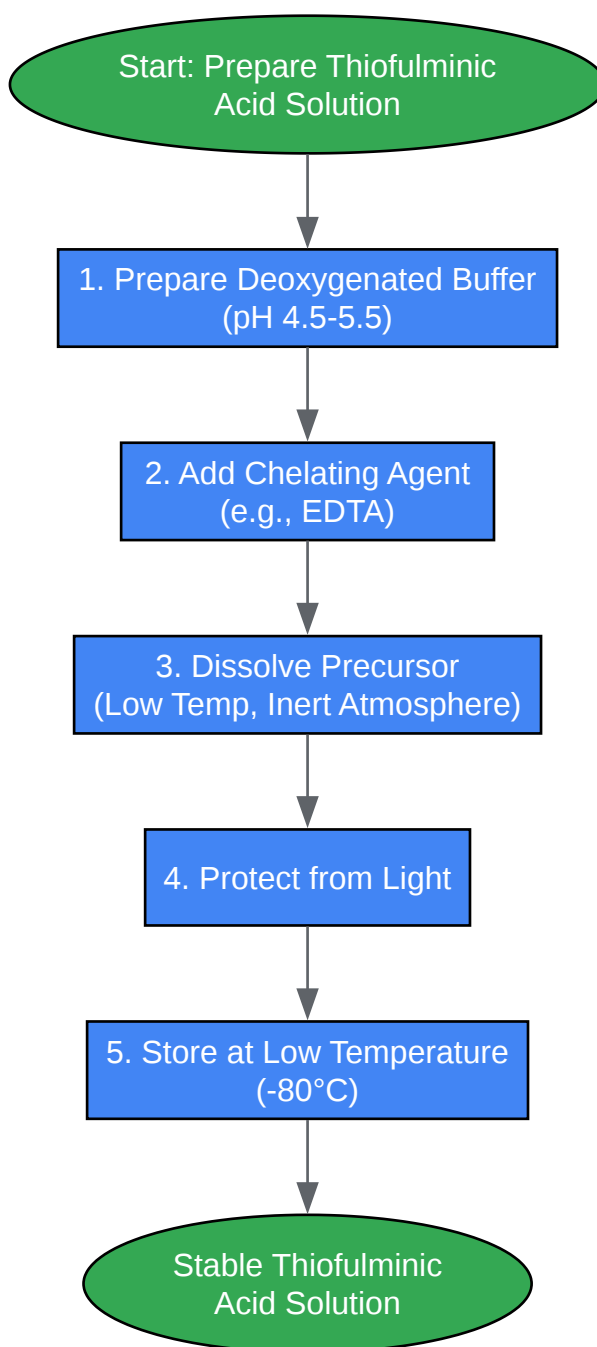 Start: Prepare Thiofulminic
Acid Solution
1. Prepare Deoxygenated Buffer
(pH 4.5-5.5)
2. Add Chelating Agent
(e.g., EDTA)
3. Dissolve Precursor
(Low Temp, Inert Atmosphere)
4. Protect from Light
5. Store at Low Temperature
(-80°C)
Stable Thiofulminic
Acid Solution